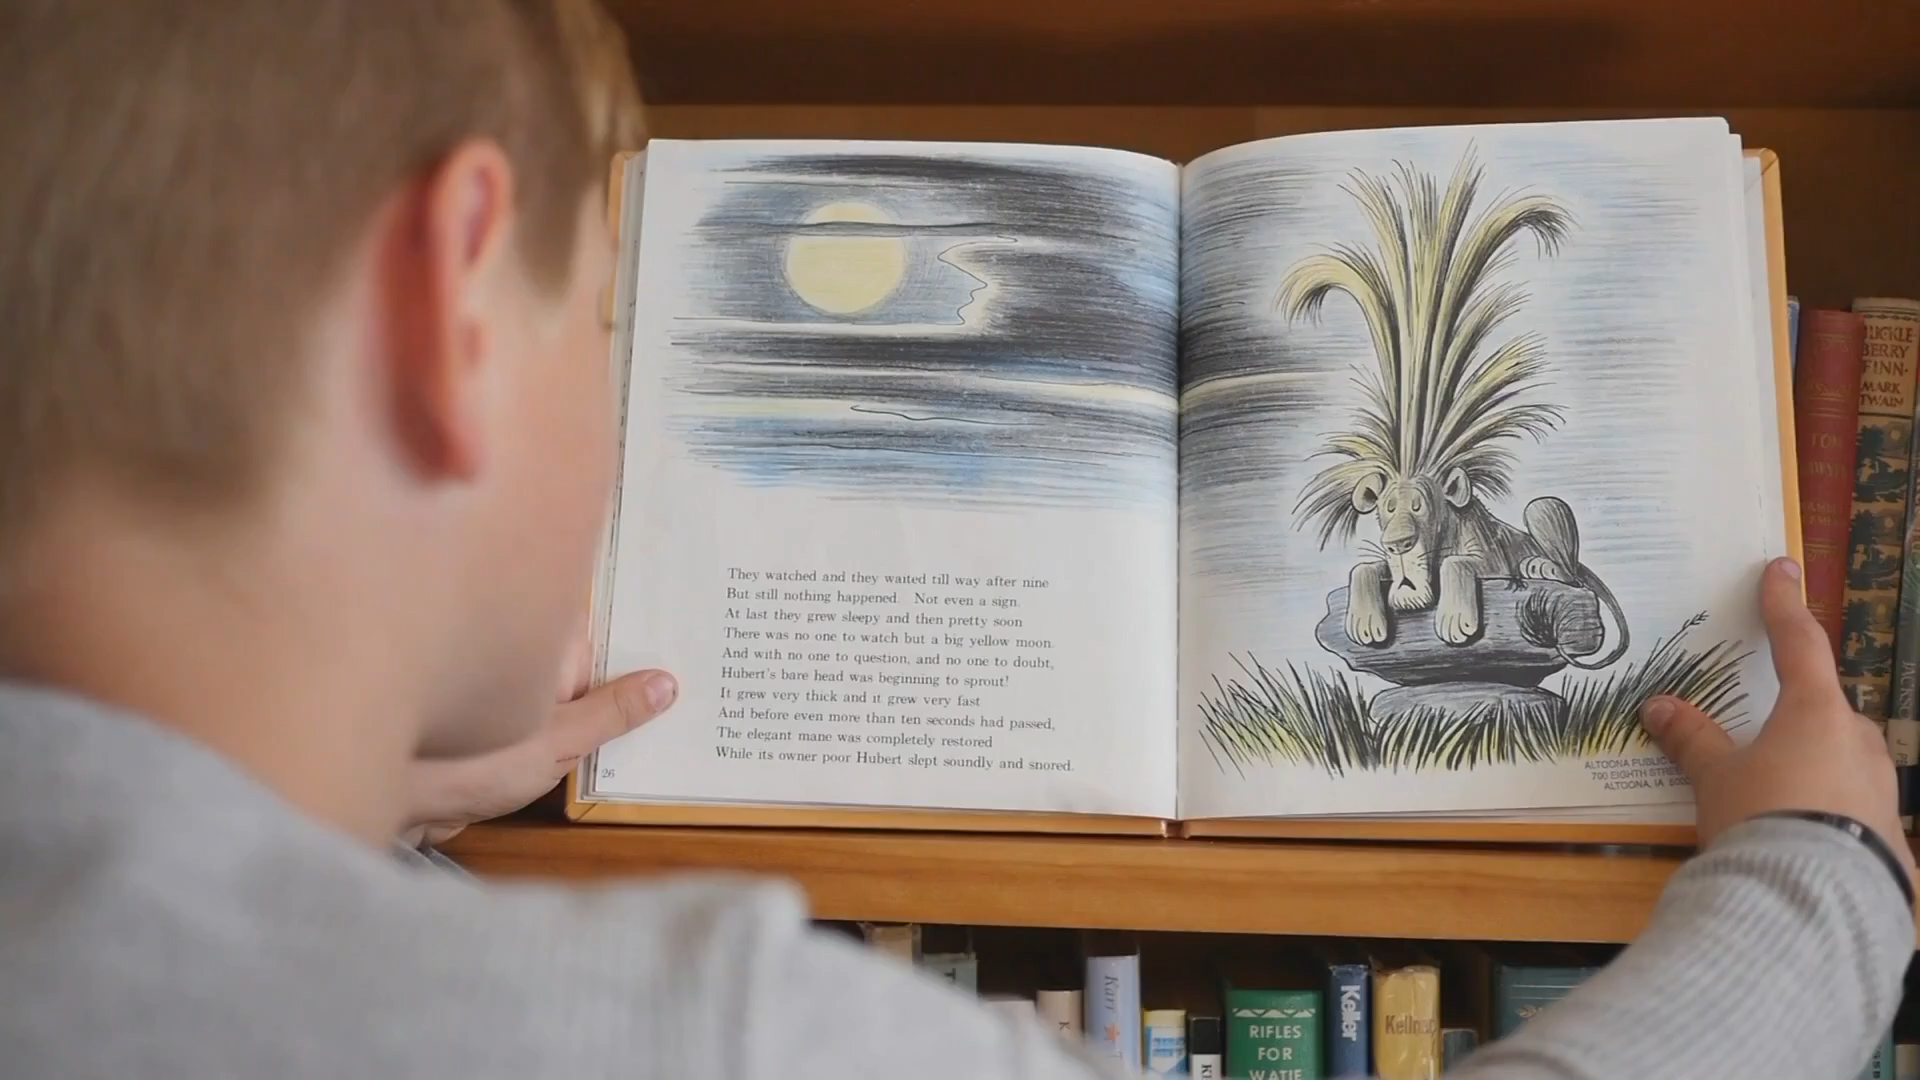 They watched and they waited till way after nine
But still nothing happened. Not even a sign.
At last they grew sleepy and then pretty soon
There was no one to watch but a big yellow moon.
And with no one to question, and no one to doubt,
Hubert's bare head was beginning to sprout!
It grew very thick and it grew very fast
And before even more than ten seconds had passed,
The elegant mane was completely restored
While its owner poor Hubert slept soundly and snored.
26
ALTOONA PUBLIC
700 EIGHTH
ALTOONA, IA
BERRY
FINN
MARK
TWAIN
TOM
Karr
RIFLES
FOR
WATIE
Keller